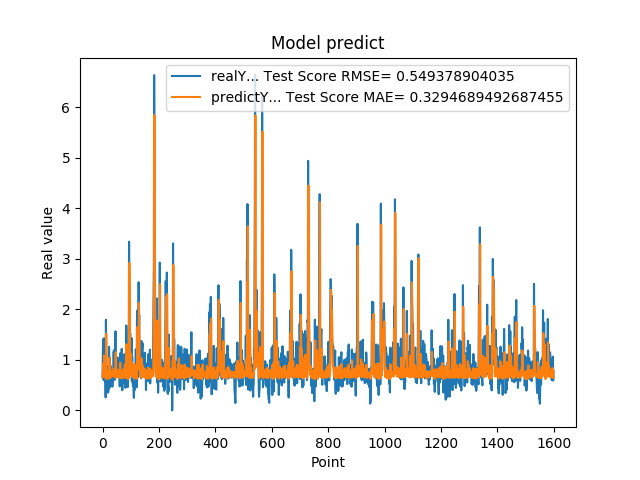 Model predict
realY... Test Score RMSE= 0.549378904035
predictY... Test Score MAE= 0.3294689492687455
Real value
6
5
4
3
2
1
0
0 200 400 600 800 1000 1200 1400 1600
Point